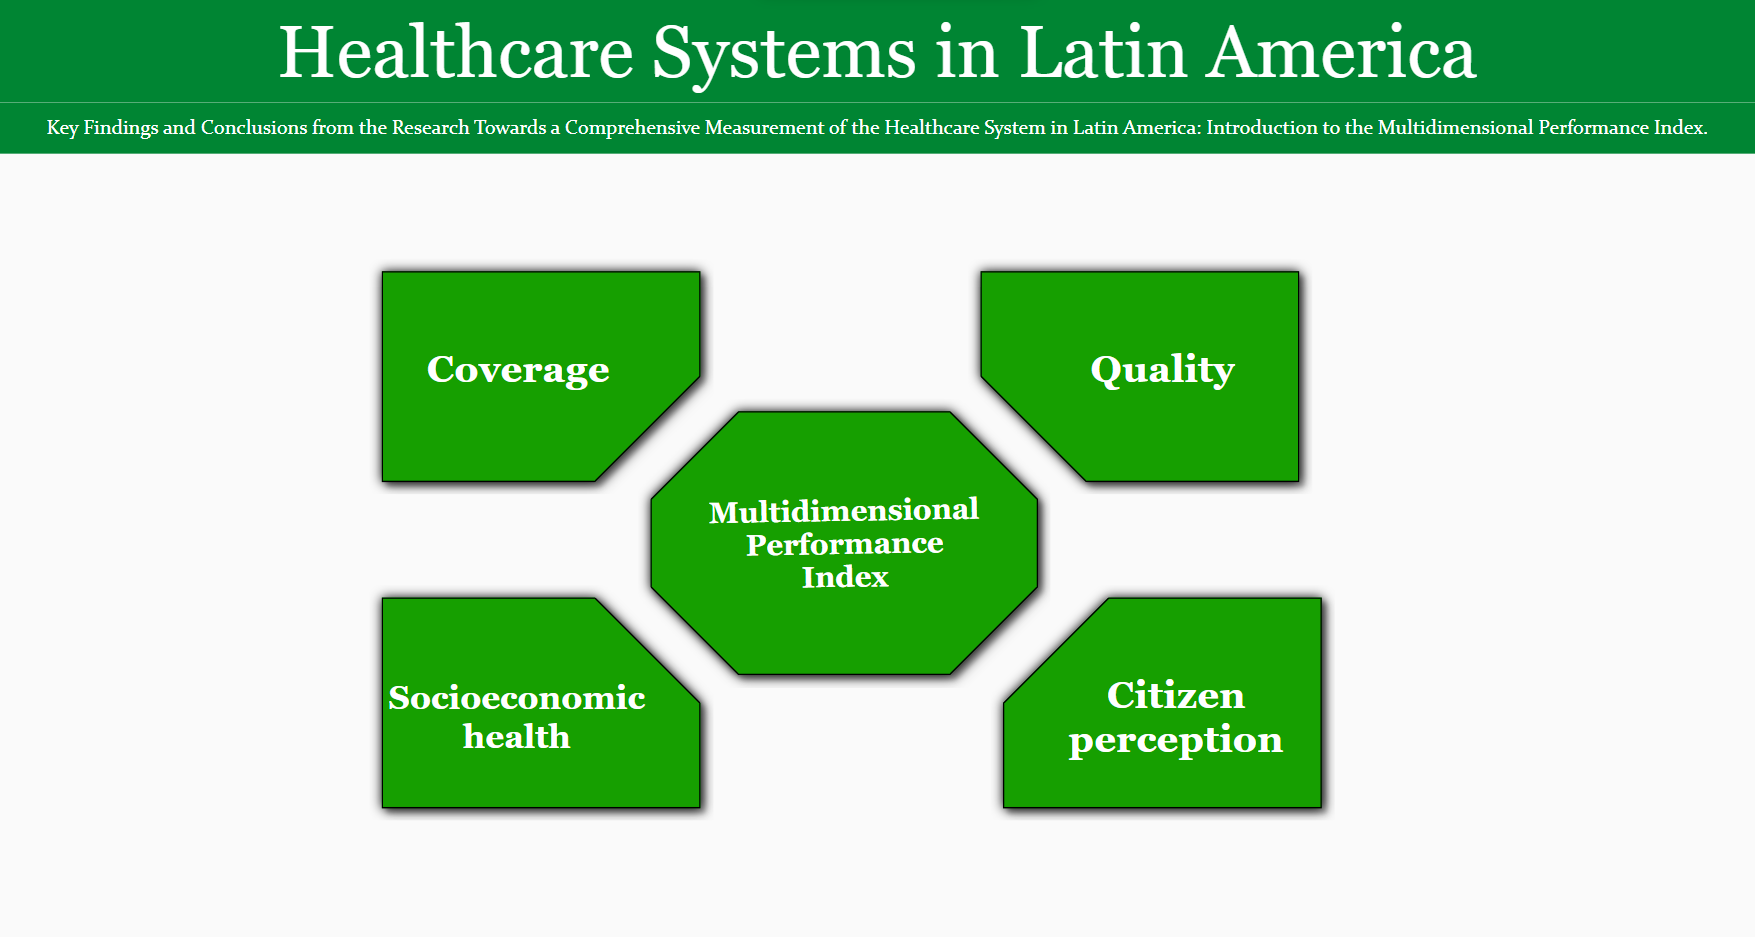 Healthcare Systems in Latin America
Key Findings and Conclusions from the Research Towards a Comprehensive Measurement of the Healthcare System in Latin America: Introduction to the Multidimensional Performance Index.
Coverage
Quality
Multidimensional
Performance
Index
Socioeconomic
health
Citizen
perception